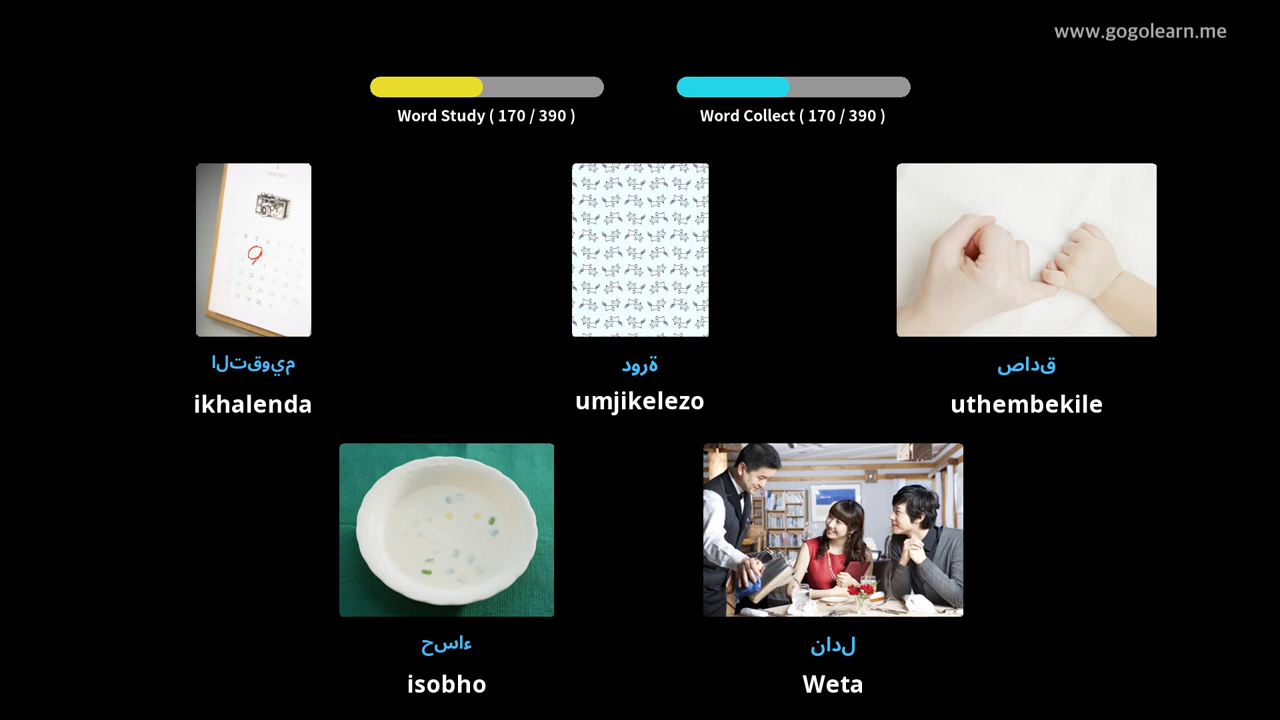 www.gogolearn.me
Word Study ( 170 / 390 )
Word Collect ( 170 / 390 )
ميوقتلا
ikhalenda
ةرود
umjikelezo
قداص
uthembekile
ءاسح
isobho
لدان
Weta